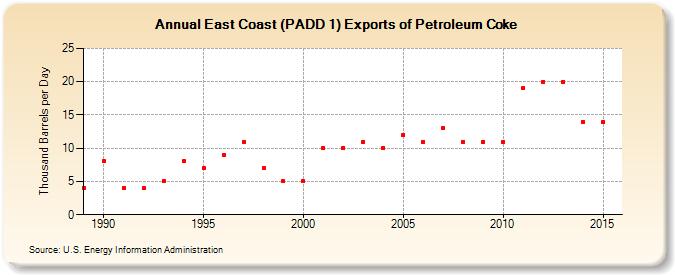 Annual East Coast (PADD 1) Exports of Petroleum Coke
Thousand Barrels per Day
25
20
15
10
5
0
1990 1995 2000 2005 2010 2015
Source: U.S. Energy Information Administration